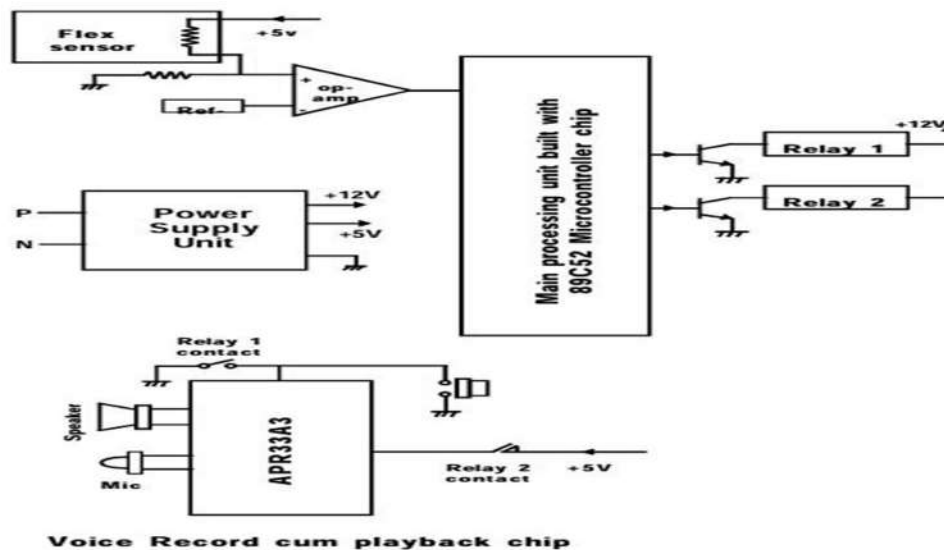 Flex
sensor
+5v
+
op-
amp
-
Ref-
Main processing unit built with
89C52 Microcontroller chip
+12V
Relay 1
Relay 2
P
N
Power
Supply
Unit
+12V
+5V
Relay 1
contact
Speaker
Mic
APR33A3
Relay 2
contact
+5V
Voice Record cum playback chip